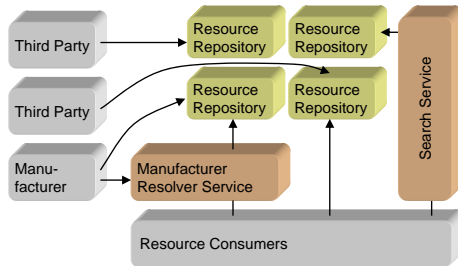 Third Party
Resource
Repository
Resource
Repository
Third Party
Resource
Repository
Resource
Repository
Search Service
Manu-
facturer
Manufacturer
Resolver Service
Resource Consumers